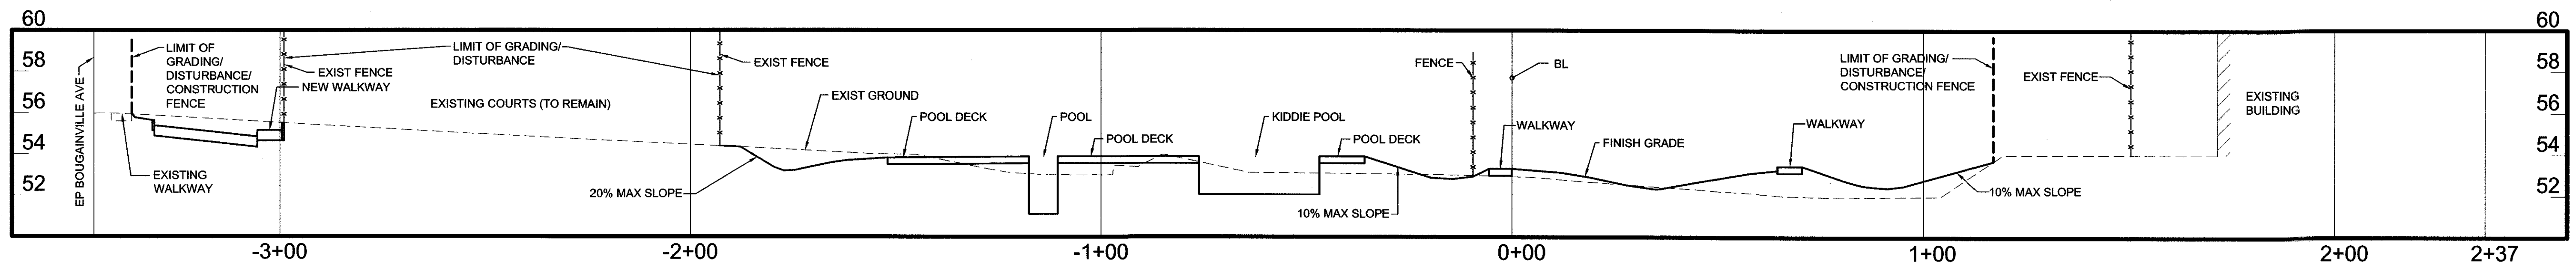 60
58
56
54
52
EP BOUGAINVILLE AVE
LIMIT OF
GRADING/
DISTURBANCE/
CONSTRUCTION
FENCE
EXISTING
WALKWAY
EXIST FENCE
NEW WALKWAY
LIMIT OF GRADING/
DISTURBANCE
EXISTING COURTS (TO REMAIN)
EXIST FENCE
EXIST GROUND
20% MAX SLOPE
POOL DECK
POOL
POOL DECK
KIDDIE POOL
POOL DECK
10% MAX SLOPE
FENCE
BL
WALKWAY
FINISH GRADE
WALKWAY
LIMIT OF GRADING/
DISTURBANCE/
CONSTRUCTION FENCE
10% MAX SLOPE
EXIST FENCE
EXISTING
BUILDING
60
58
56
54
52
-3+00
-2+00
-1+00
0+00
1+00
2+00
2+37